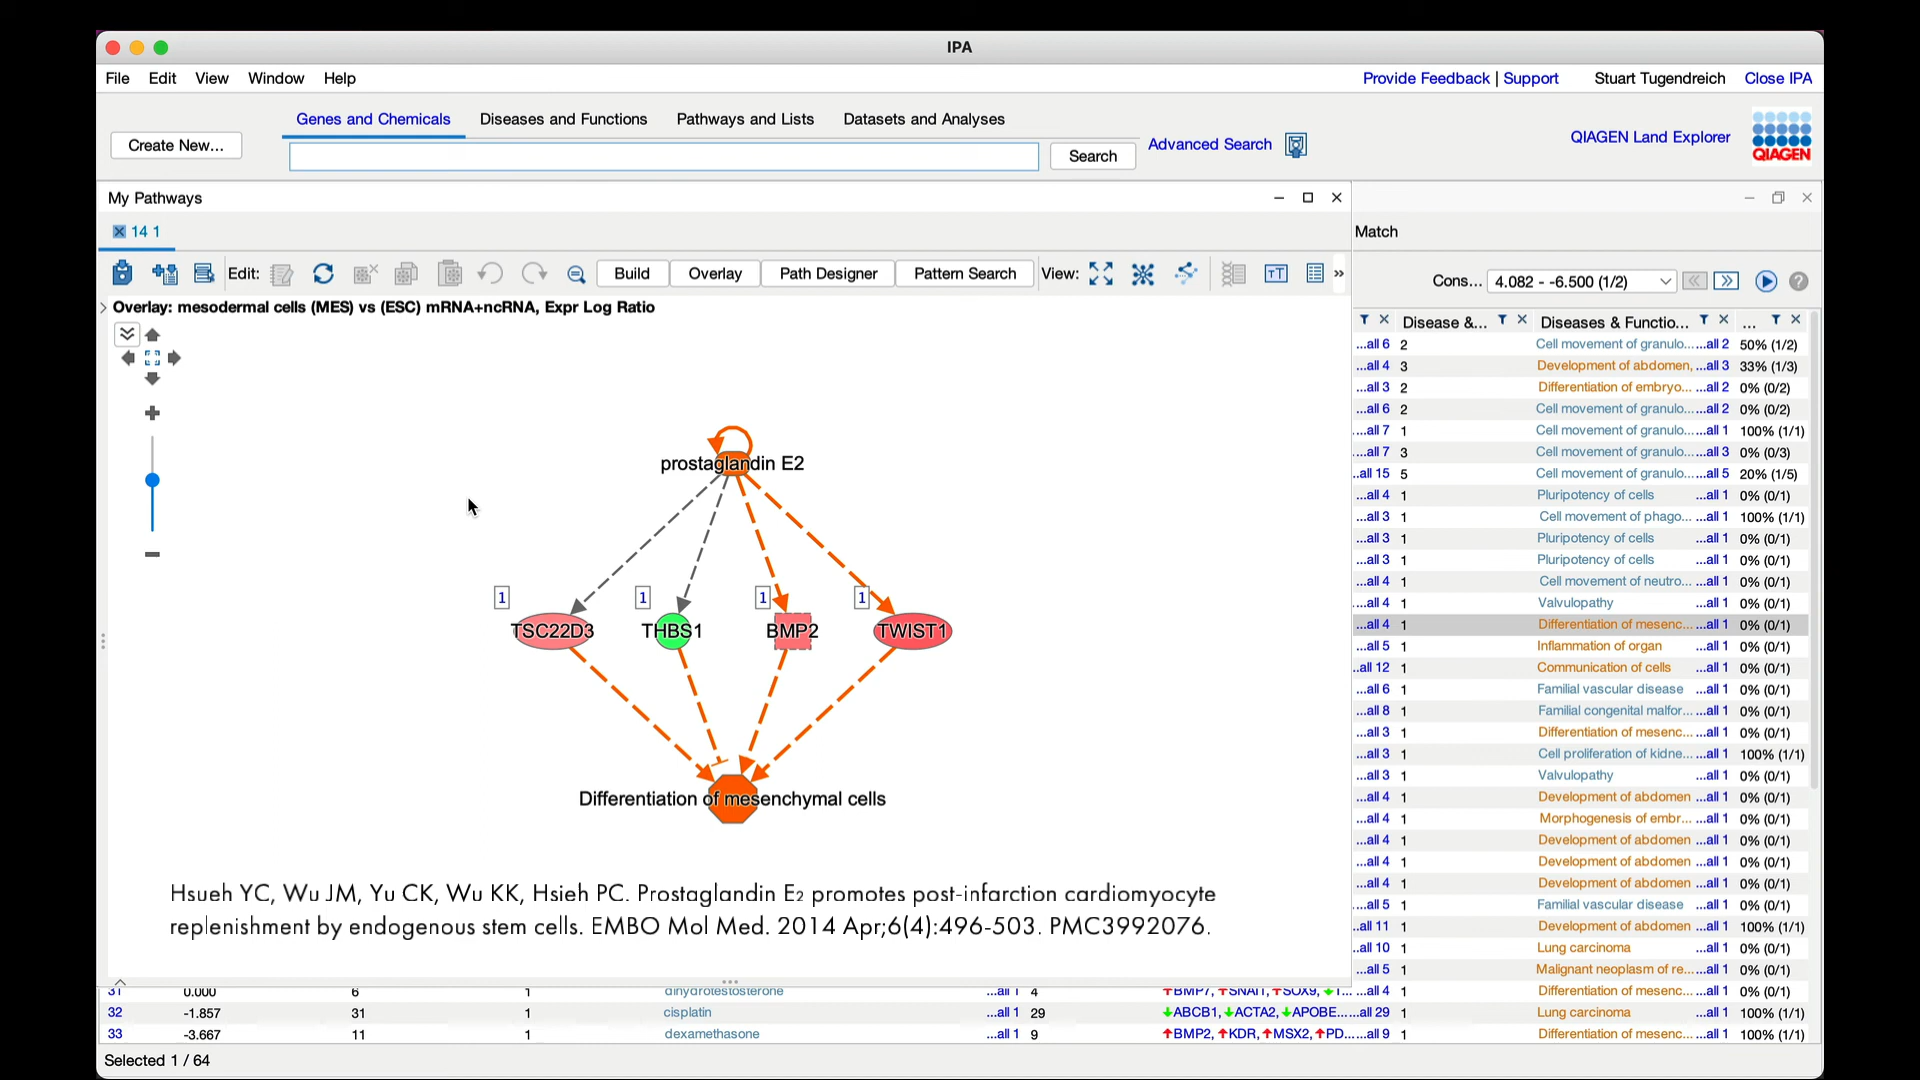 IPA
File Edit View Window Help
Provide Feedback | Support Stuart Tugendreich Close IPA
Genes and Chemicals Diseases and Functions Pathways and Lists Datasets and Analyses
Create New... Search Advanced Search QIAGEN Land Explorer QIAGEN
My Pathways
14 1
Match
Edit: Build Overlay Path Designer Pattern Search View: TT »
Cons... 4.082 - -6.500 (1/2)
Overlay: mesodermal cells (MES) vs (ESC) mRNA+ncRNA, Expr Log Ratio
Disease &... Diseases & Functio... ...
...all 6 2 Cell movement of granulo... ...all 2 50% (1/2)
...all 4 3 Development of abdomen, ...all 3 33% (1/3)
...all 3 2 Differentiation of embryo... ...all 2 0% (0/2)
...all 6 2 Cell movement of granulo... ...all 2 0% (0/2)
...all 7 1 Cell movement of granulo... ...all 1 100% (1/1)
...all 7 3 Cell movement of granulo... ...all 3 0% (0/3)
...all 15 5 Cell movement of granulo... ...all 5 20% (1/5)
...all 4 1 Pluripotency of cells ...all 1 0% (0/1)
...all 3 1 Cell movement of phago... ...all 1 100% (1/1)
...all 3 1 Pluripotency of cells ...all 1 0% (0/1)
...all 3 1 Pluripotency of cells ...all 1 0% (0/1)
...all 4 1 Cell movement of neutro... ...all 1 0% (0/1)
...all 4 1 Valvulopathy ...all 1 0% (0/1)
...all 4 1 Differentiation of mesenc... ...all 1 0% (0/1)
...all 5 1 Inflammation of organ ...all 1 0% (0/1)
...all 12 1 Communication of cells ...all 1 0% (0/1)
...all 6 1 Familial vascular disease ...all 1 0% (0/1)
...all 8 1 Familial congenital malfor... ...all 1 0% (0/1)
...all 3 1 Differentiation of mesenc... ...all 1 0% (0/1)
...all 3 1 Cell proliferation of kidne... ...all 1 100% (1/1)
...all 3 1 Valvulopathy ...all 1 0% (0/1)
...all 4 1 Development of abdomen ...all 1 0% (0/1)
...all 4 1 Morphogenesis of embr... ...all 1 0% (0/1)
...all 4 1 Development of abdomen ...all 1 0% (0/1)
...all 4 1 Development of abdomen ...all 1 0% (0/1)
...all 4 1 Development of abdomen ...all 1 0% (0/1)
...all 5 1 Familial vascular disease ...all 1 0% (0/1)
...all 11 1 Development of abdomen ...all 1 100% (1/1)
...all 10 1 Lung carcinoma ...all 1 0% (0/1)
...all 5 1 Malignant neoplasm of re... ...all 1 0% (0/1)
prostaglandin E2
1 1 1 1
TSC22D3 THBS1 BMP2 TWIST1
Differentiation of mesenchymal cells
Hsueh YC, Wu JM, Yu CK, Wu KK, Hsieh PC. Prostaglandin E2 promotes post-infarction cardiomyocyte
replenishment by endogenous stem cells. EMBO Mol Med. 2014 Apr;6(4):496-503. PMC3992076.
31 0.000 6 1 dihydrotestosterone ...all 1 4 ↑BMP7, ↑SNAI1, ↑SOX9, ↓T... ...all 4 1 Differentiation of mesenc... ...all 1 0% (0/1)
32 -1.857 31 1 cisplatin ...all 1 29 ↓ABCB1, ↓ACTA2, ↓APOBE... ...all 29 1 Lung carcinoma ...all 1 100% (1/1)
33 -3.667 11 1 dexamethasone ...all 1 9 ↑BMP2, ↑KDR, ↑MSX2, ↑PD... ...all 9 1 Differentiation of mesenc... ...all 1 100% (1/1)
Selected 1 / 64